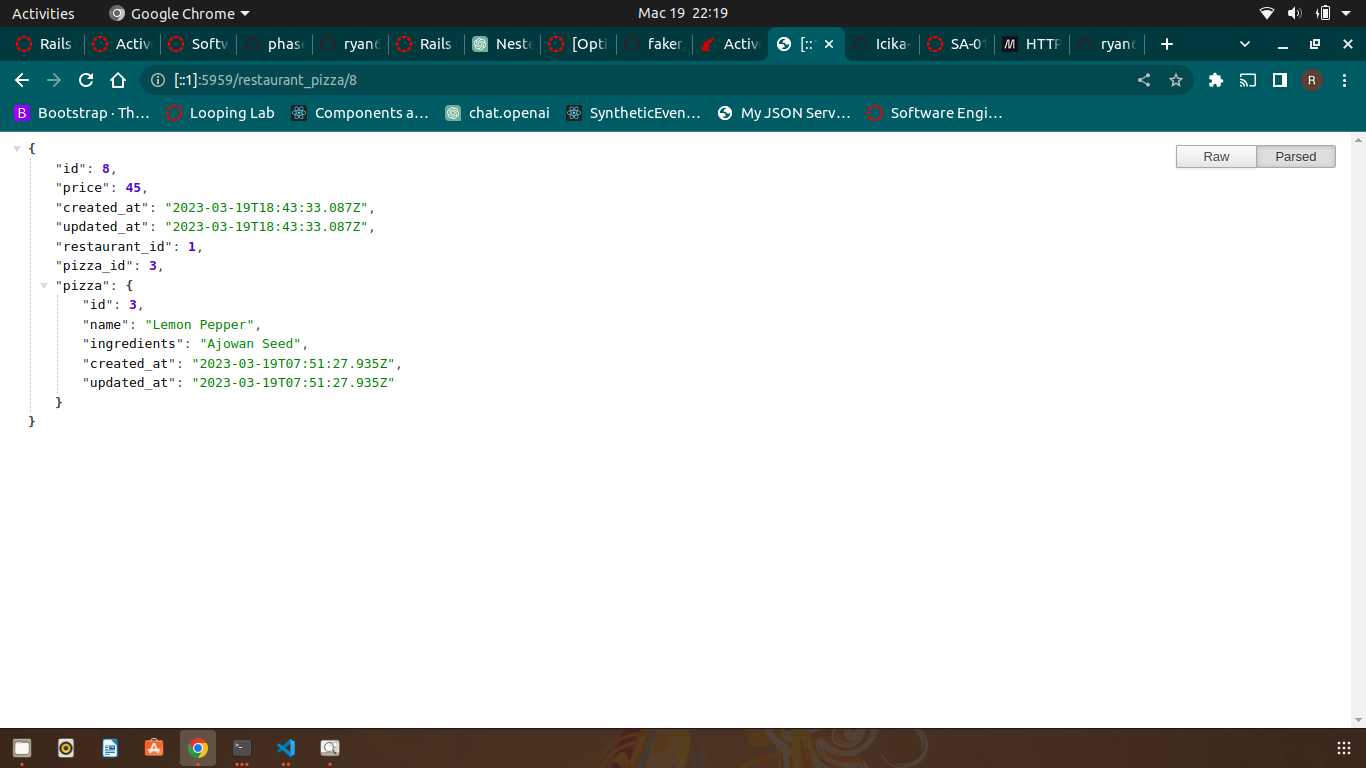 Activities
Google Chrome
Mac 19 22:19
Rails
Activ
Softw
phas
ryan6
Rails
Neste
[Opti
faker
Activ
[::
Icika-
SA-01
HTTP
ryan6
[::1]:5959/restaurant_pizza/8
R
B
Bootstrap · Th…
Looping Lab
Components a…
chat.openai
SyntheticEven…
My JSON Serv…
Software Engi…
Raw
Parsed
{
"id": 8,
"price": 45,
"created_at": "2023-03-19T18:43:33.087Z",
"updated_at": "2023-03-19T18:43:33.087Z",
"restaurant_id": 1,
"pizza_id": 3,
"pizza": {
"id": 3,
"name": "Lemon Pepper",
"ingredients": "Ajowan Seed",
"created_at": "2023-03-19T07:51:27.935Z",
"updated_at": "2023-03-19T07:51:27.935Z"
}
}